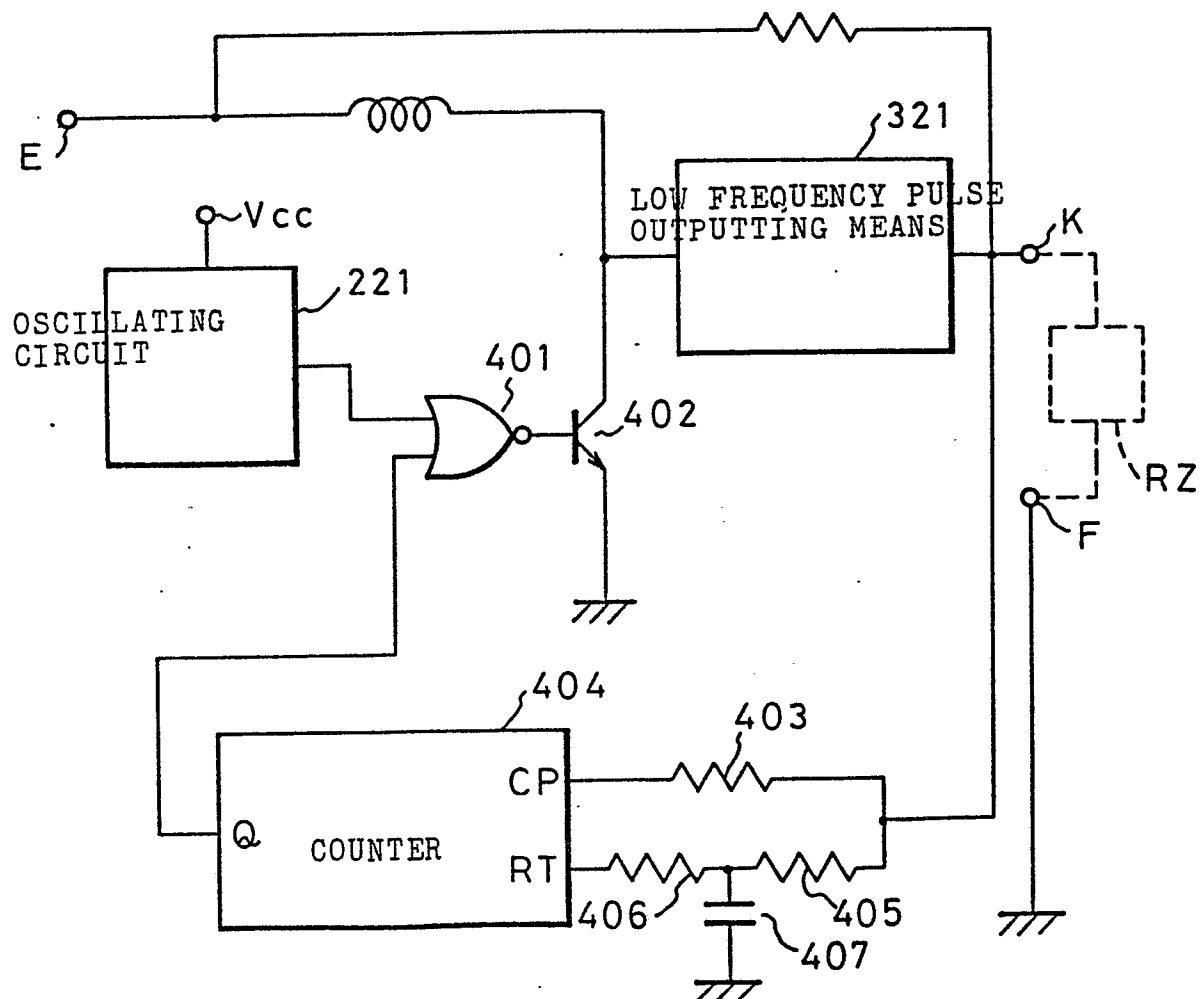 321
E
LOW FREQUENCY PULSE
OUTPUTTING MEANS
K
Vcc
221
OSCILLATING
CIRCUIT
401
402
RZ
F
404
403
CP
Q
COUNTER
RT
406
405
407